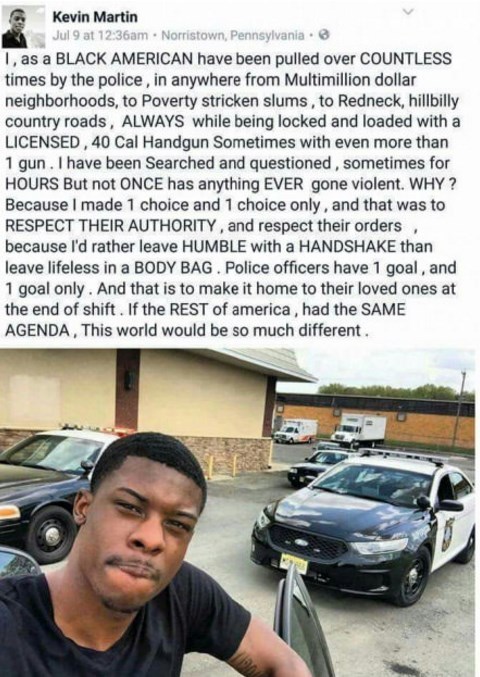 Kevin Martin
Jul 9 at 12:36am • Norristown, Pennsylvania •
I , as a BLACK AMERICAN have been pulled over COUNTLESS
times by the police , in anywhere from Multimillion dollar
neighborhoods, to Poverty stricken slums , to Redneck, hillbilly
country roads , ALWAYS while being locked and loaded with a
LICENSED , 40 Cal Handgun Sometimes with even more than
1 gun . I have been Searched and questioned , sometimes for
HOURS But not ONCE has anything EVER gone violent. WHY ?
Because I made 1 choice and 1 choice only , and that was to
RESPECT THEIR AUTHORITY , and respect their orders ,
because I'd rather leave HUMBLE with a HANDSHAKE than
leave lifeless in a BODY BAG . Police officers have 1 goal , and
1 goal only . And that is to make it home to their loved ones at
the end of shift . If the REST of america , had the SAME
AGENDA , This world would be so much different .